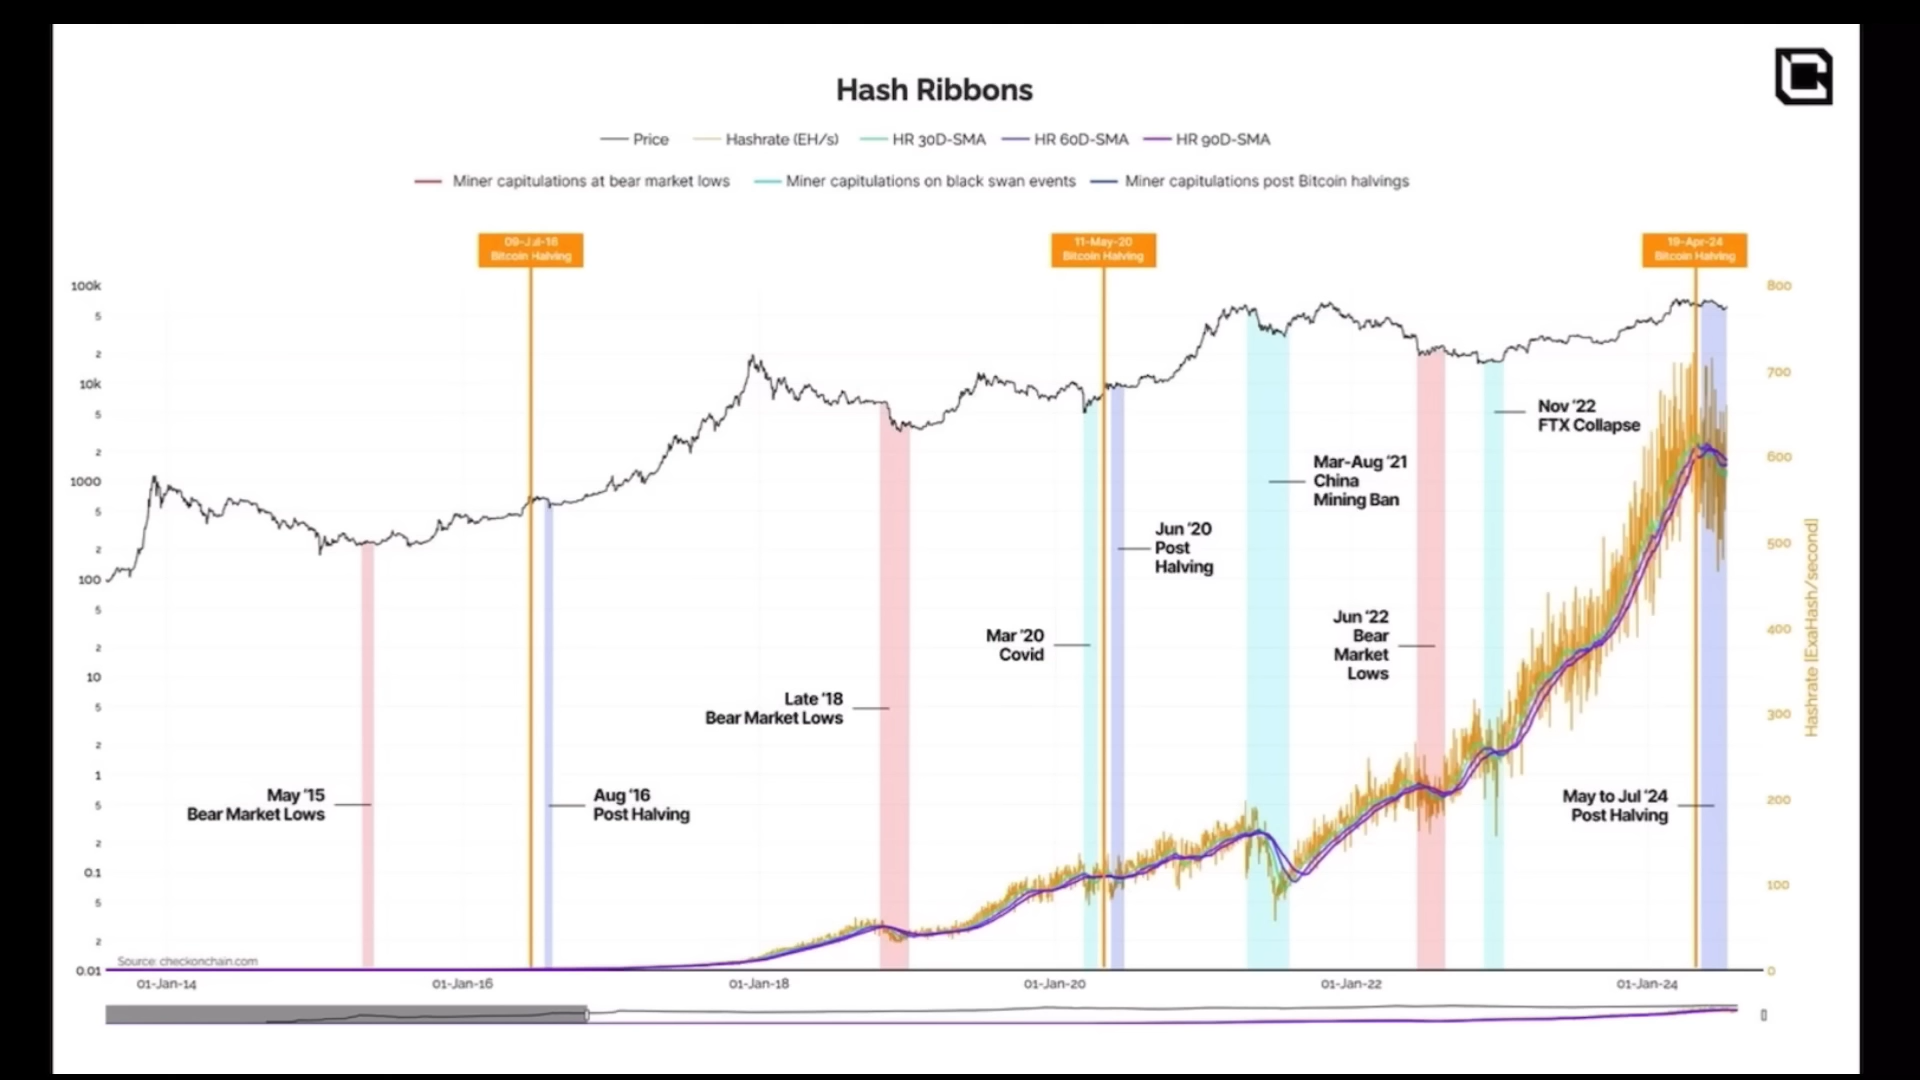 Hash Ribbons
Price Hashrate (EH/s) HR 30D-SMA HR 60D-SMA HR 90D-SMA
Miner capitulations at bear market lows Miner capitulations on black swan events Miner capitulations post Bitcoin halvings
09-Jul-16
Bitcoin Halving
11-May-20
Bitcoin Halving
19-Apr-24
Bitcoin Halving
100k
5
2
10k
5
2
1000
5
2
100
5
2
10
5
2
1
5
2
0.1
5
2
0.01
800
700
600
500
400
300
200
100
0
Hashrate [ExaHash/second]
Nov '22
FTX Collapse
Mar-Aug '21
China
Mining Ban
Jun '20
Post
Halving
Mar '20
Covid
Jun '22
Bear
Market
Lows
Late '18
Bear Market Lows
May '15
Bear Market Lows
Aug '16
Post Halving
May to Jul '24
Post Halving
Source: checkonchain.com
01-Jan-14 01-Jan-16 01-Jan-18 01-Jan-20 01-Jan-22 01-Jan-24